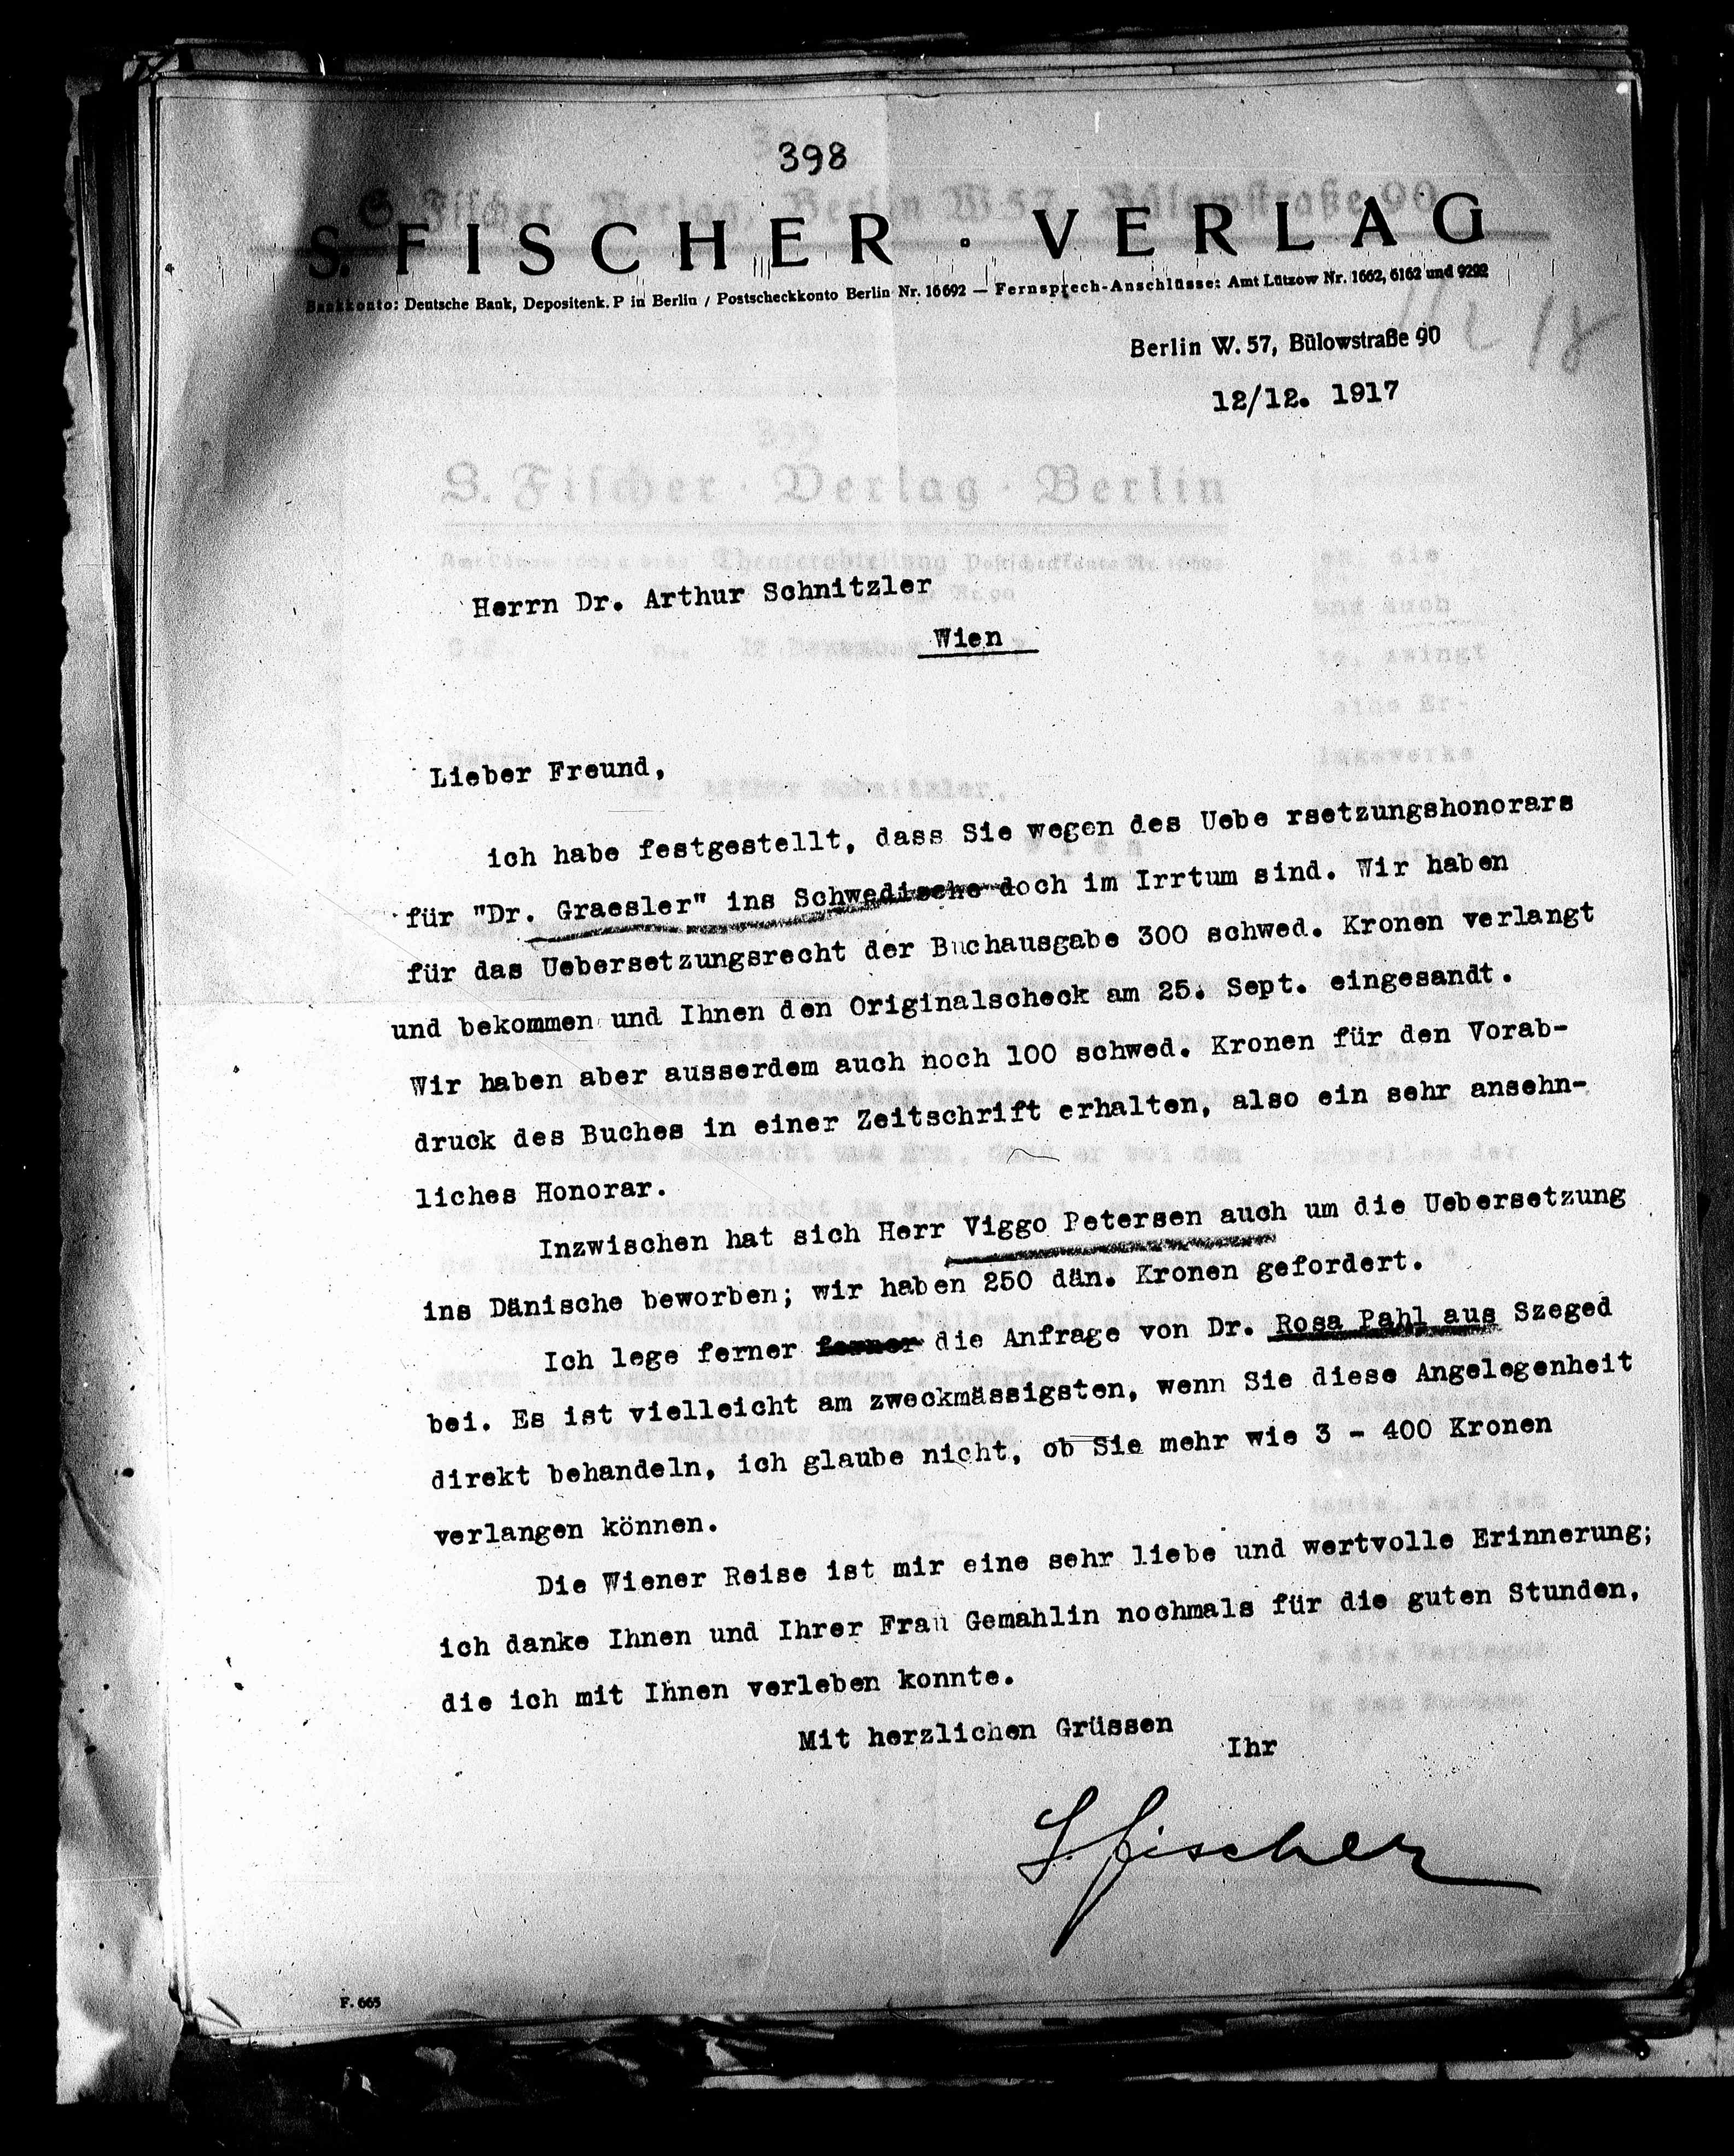 398
S. FISCHER · VERLAG
Bankkonto: Deutsche Bank, Depositenk. P in Berlin / Postscheckkonto Berlin Nr. 16692 — Fernsprech-Anschlüsse: Amt Lützow Nr. 1662, 6162 und 9292
Berlin W. 57, Bülowstraße 90
12/12. 1917
Herrn Dr. Arthur Schnitzler
Wien
Lieber Freund,
ich habe festgestellt, dass Sie wegen des Uebe rsetzungshonorars
für "Dr. Graesler" ins Schwedische doch im Irrtum sind. Wir haben
für das Uebersetzungsrecht der Buchausgabe 300 schwed. Kronen verlangt
und bekommen und Ihnen den Originalscheck am 25. Sept. eingesandt.
Wir haben aber ausserdem auch noch 100 schwed. Kronen für den Vorab-
druck des Buches in einer Zeitschrift erhalten, also ein sehr ansehn-
liches Honorar.
Inzwischen hat sich Herr Viggo Petersen auch um die Uebersetzung
ins Dänische beworben; wir haben 250 dän. Kronen gefordert.
Ich lege ferner ferner die Anfrage von Dr. Rosa Pahl aus Szeged
bei. Es ist vielleicht am zweckmässigsten, wenn Sie diese Angelegenheit
direkt behandeln, ich glaube nicht, ob Sie mehr wie 3 - 400 Kronen
verlangen können.
Die Wiener Reise ist mir eine sehr liebe und wertvolle Erinnerung;
ich danke Ihnen und Ihrer Frau Gemahlin nochmals für die guten Stunden,
die ich mit Ihnen verleben konnte.
Mit herzlichen Grüssen
Ihr
S. Fischer
F. 665